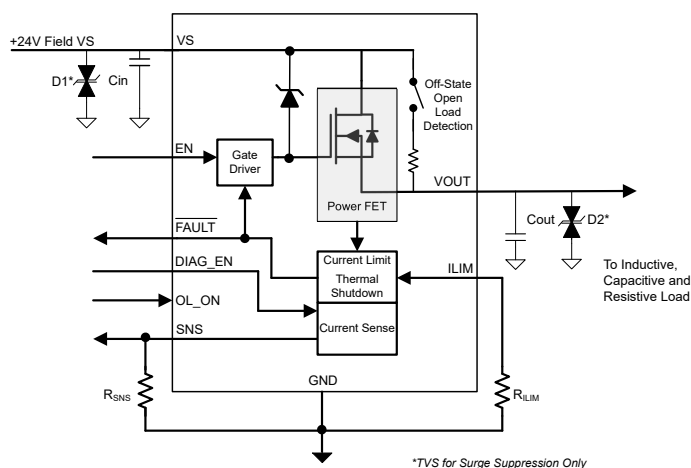 +24V Field VS
VS
D1*
Cin
Off-State
Open
Load
Detection
EN
Gate
Driver
VOUT
Power FET
FAULT
Cout
D2*
DIAG_EN
Current Limit
Thermal
Shutdown
ILIM
To Inductive,
Capacitive and
Resistive Load
OL_ON
SNS
Current Sense
GND
RSNS
RILIM
*TVS for Surge Suppression Only